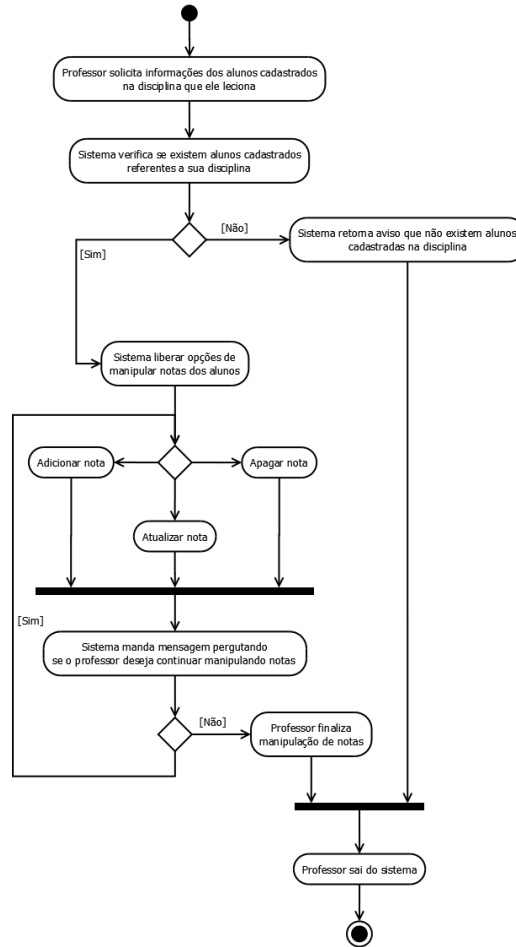 Professor solicita informações dos alunos cadastrados
na disciplina que ele leciona
Sistema verifica se existem alunos cadastrados
referentes a sua disciplina
[Não]
[Sim]
Sistema retorna aviso que não existem alunos
cadastradas na disciplina
Sistema liberar opções de
manipular notas dos alunos
Adicionar nota
Apagar nota
Atualizar nota
[Sim]
Sistema manda mensagem pergutando
se o professor deseja continuar manipulando notas
[Não]
Professor finaliza
manipulação de notas
Professor sai do sistema